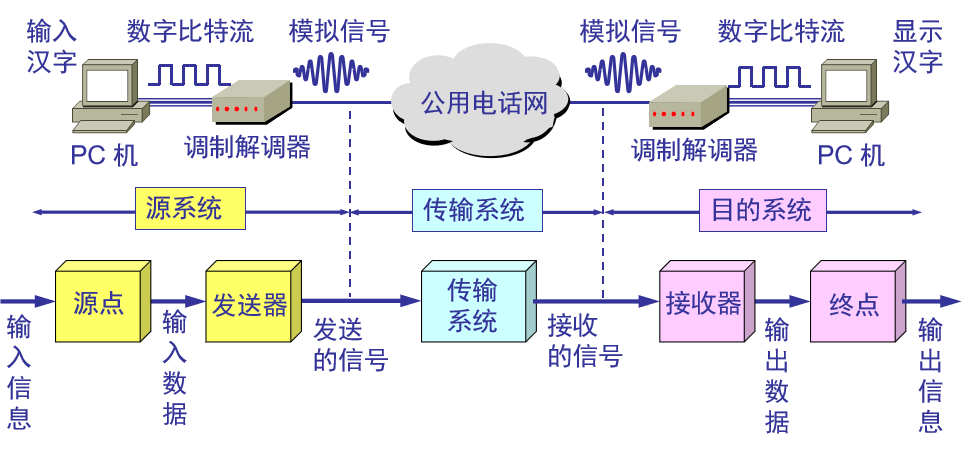 输入
汉字
数字比特流
模拟信号
模拟信号
数字比特流
显示
汉字
公用电话网
PC 机
调制解调器
调制解调器
PC 机
源系统
传输系统
目的系统
源点
发送器
传输
系统
接收器
终点
输入信息
输入数据
发送
的信号
接收
的信号
输出数据
输出信息